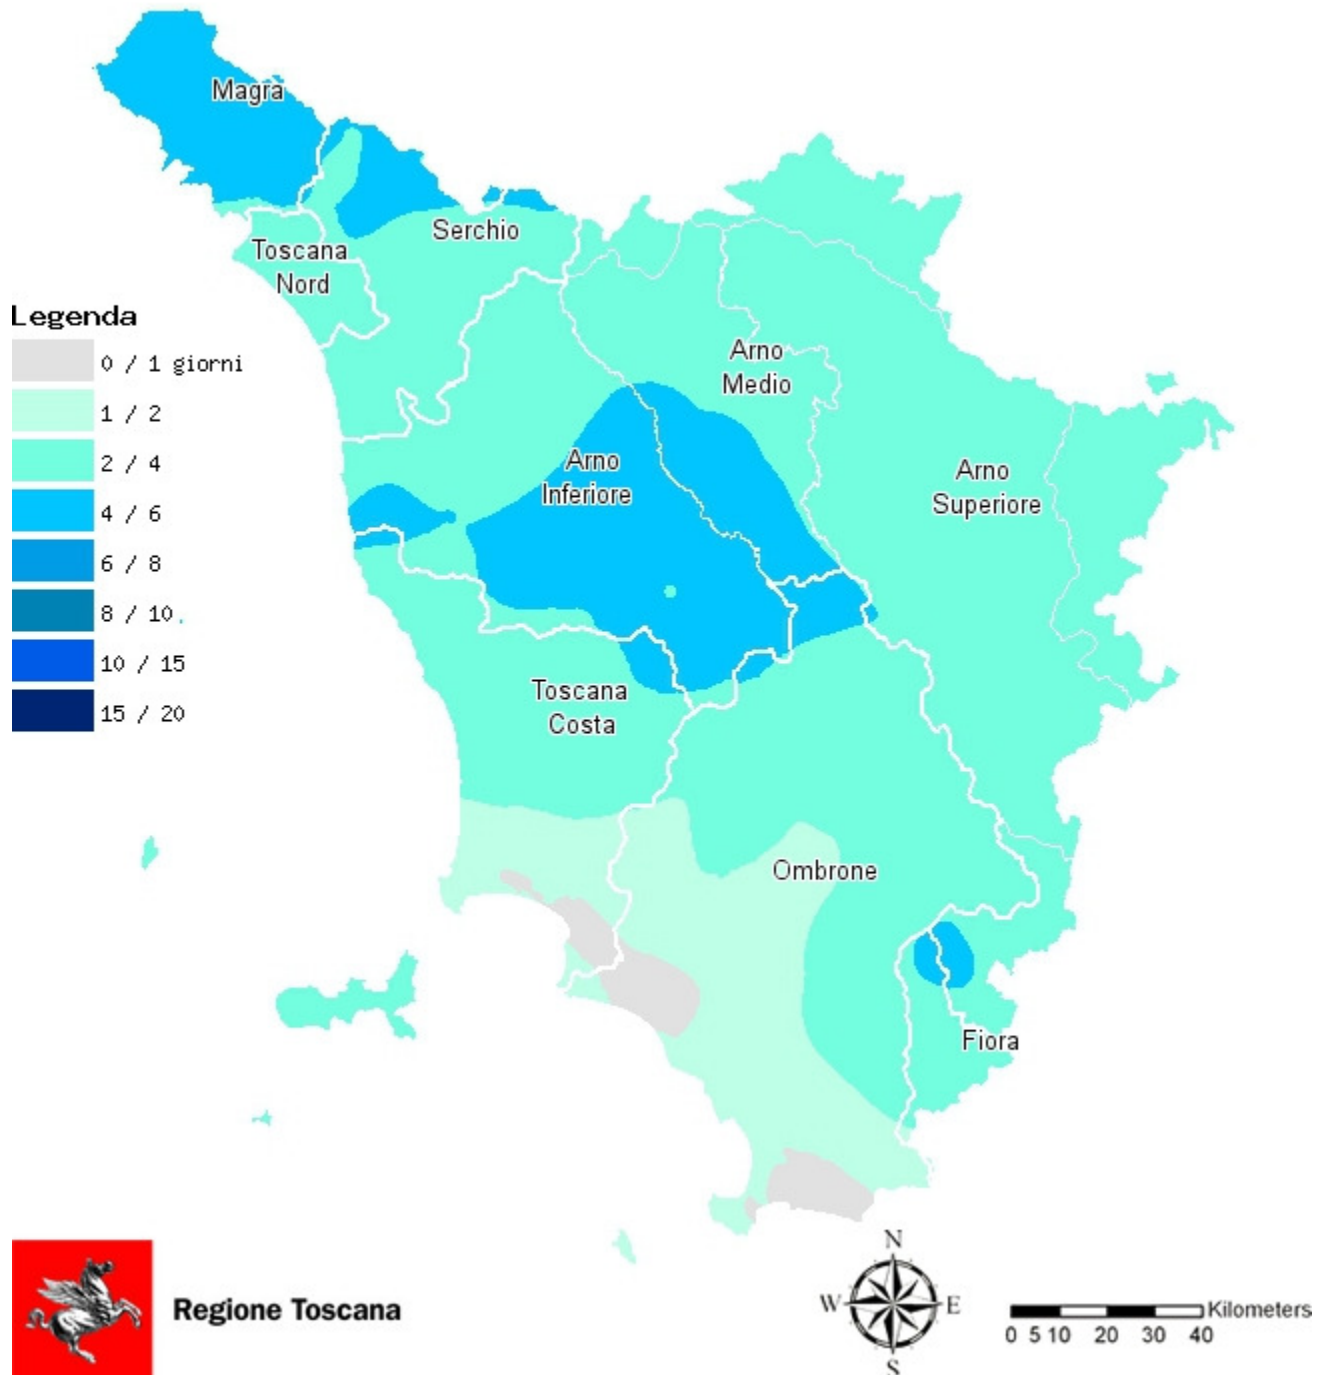 Magra
Serchio
Toscana
Nord
Legenda
0 / 1 giorni
1 / 2
2 / 4
4 / 6
6 / 8
8 / 10
10 / 15
15 / 20
Arno
Medio
Arno
Inferiore
Arno
Superiore
Toscana
Costa
Ombrone
Fiora
Regione Toscana
N
W E
S
Kilometers
0 5 10 20 30 40